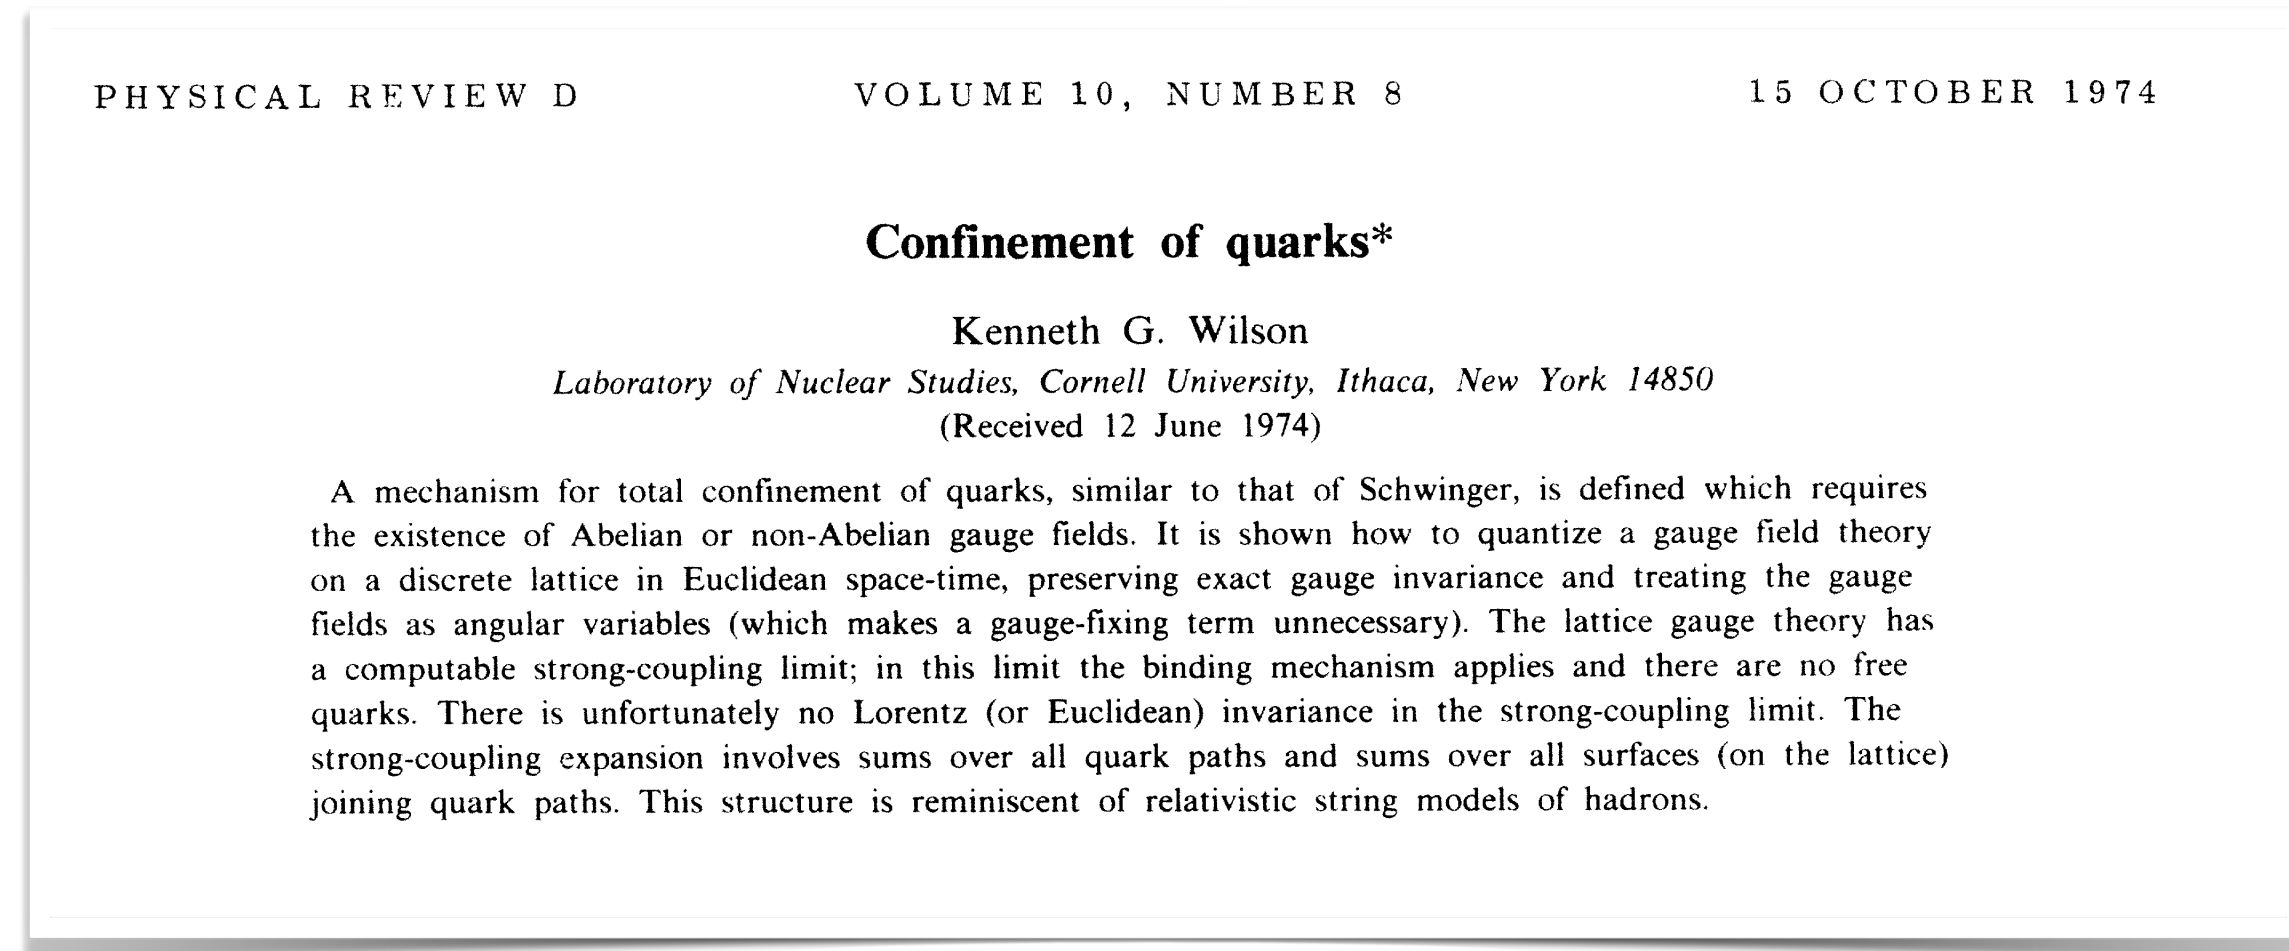 PHYSICAL REVIEW D VOLUME 10, NUMBER 8 15 OCTOBER 1974
Confinement of quarks*
Kenneth G. Wilson
Laboratory of Nuclear Studies, Cornell University, Ithaca, New York 14850
(Received 12 June 1974)
A mechanism for total confinement of quarks, similar to that of Schwinger, is defined which requires
the existence of Abelian or non-Abelian gauge fields. It is shown how to quantize a gauge field theory
on a discrete lattice in Euclidean space-time, preserving exact gauge invariance and treating the gauge
fields as angular variables (which makes a gauge-fixing term unnecessary). The lattice gauge theory has
a computable strong-coupling limit; in this limit the binding mechanism applies and there are no free
quarks. There is unfortunately no Lorentz (or Euclidean) invariance in the strong-coupling limit. The
strong-coupling expansion involves sums over all quark paths and sums over all surfaces (on the lattice)
joining quark paths. This structure is reminiscent of relativistic string models of hadrons.